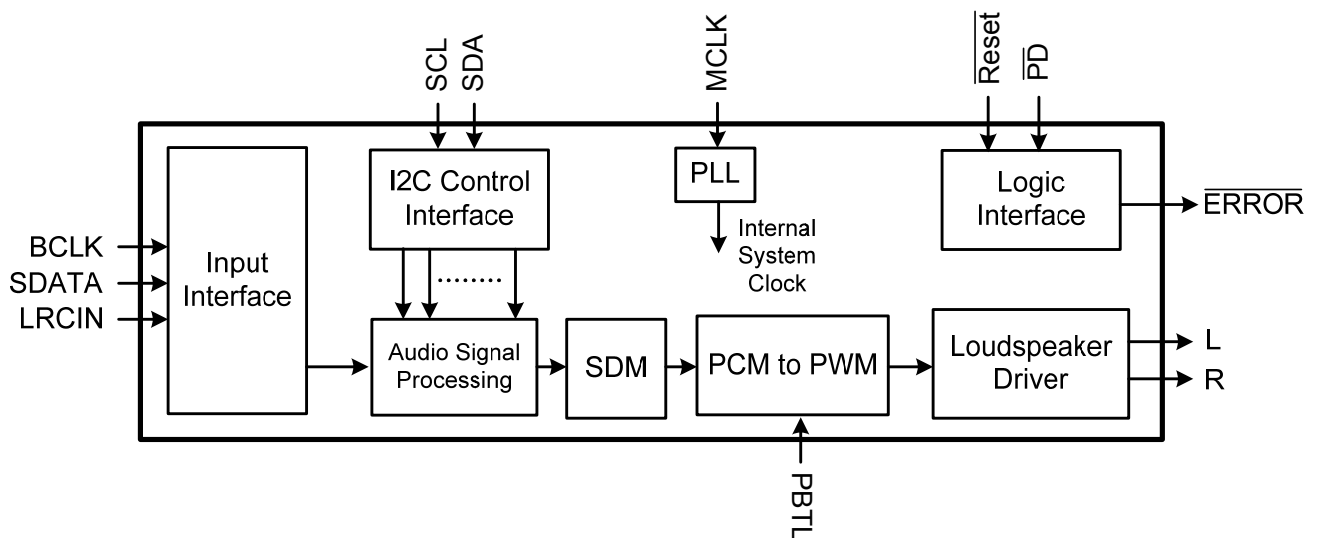 SCL
SDA
MCLK
Reset
PD
I2C Control
Interface
PLL
Logic
Interface
ERROR
Internal
System
Clock
BCLK
SDATA
LRCIN
Input
Interface
........
Audio Signal
Processing
SDM
PCM to PWM
Loudspeaker
Driver
L
R
PBTL